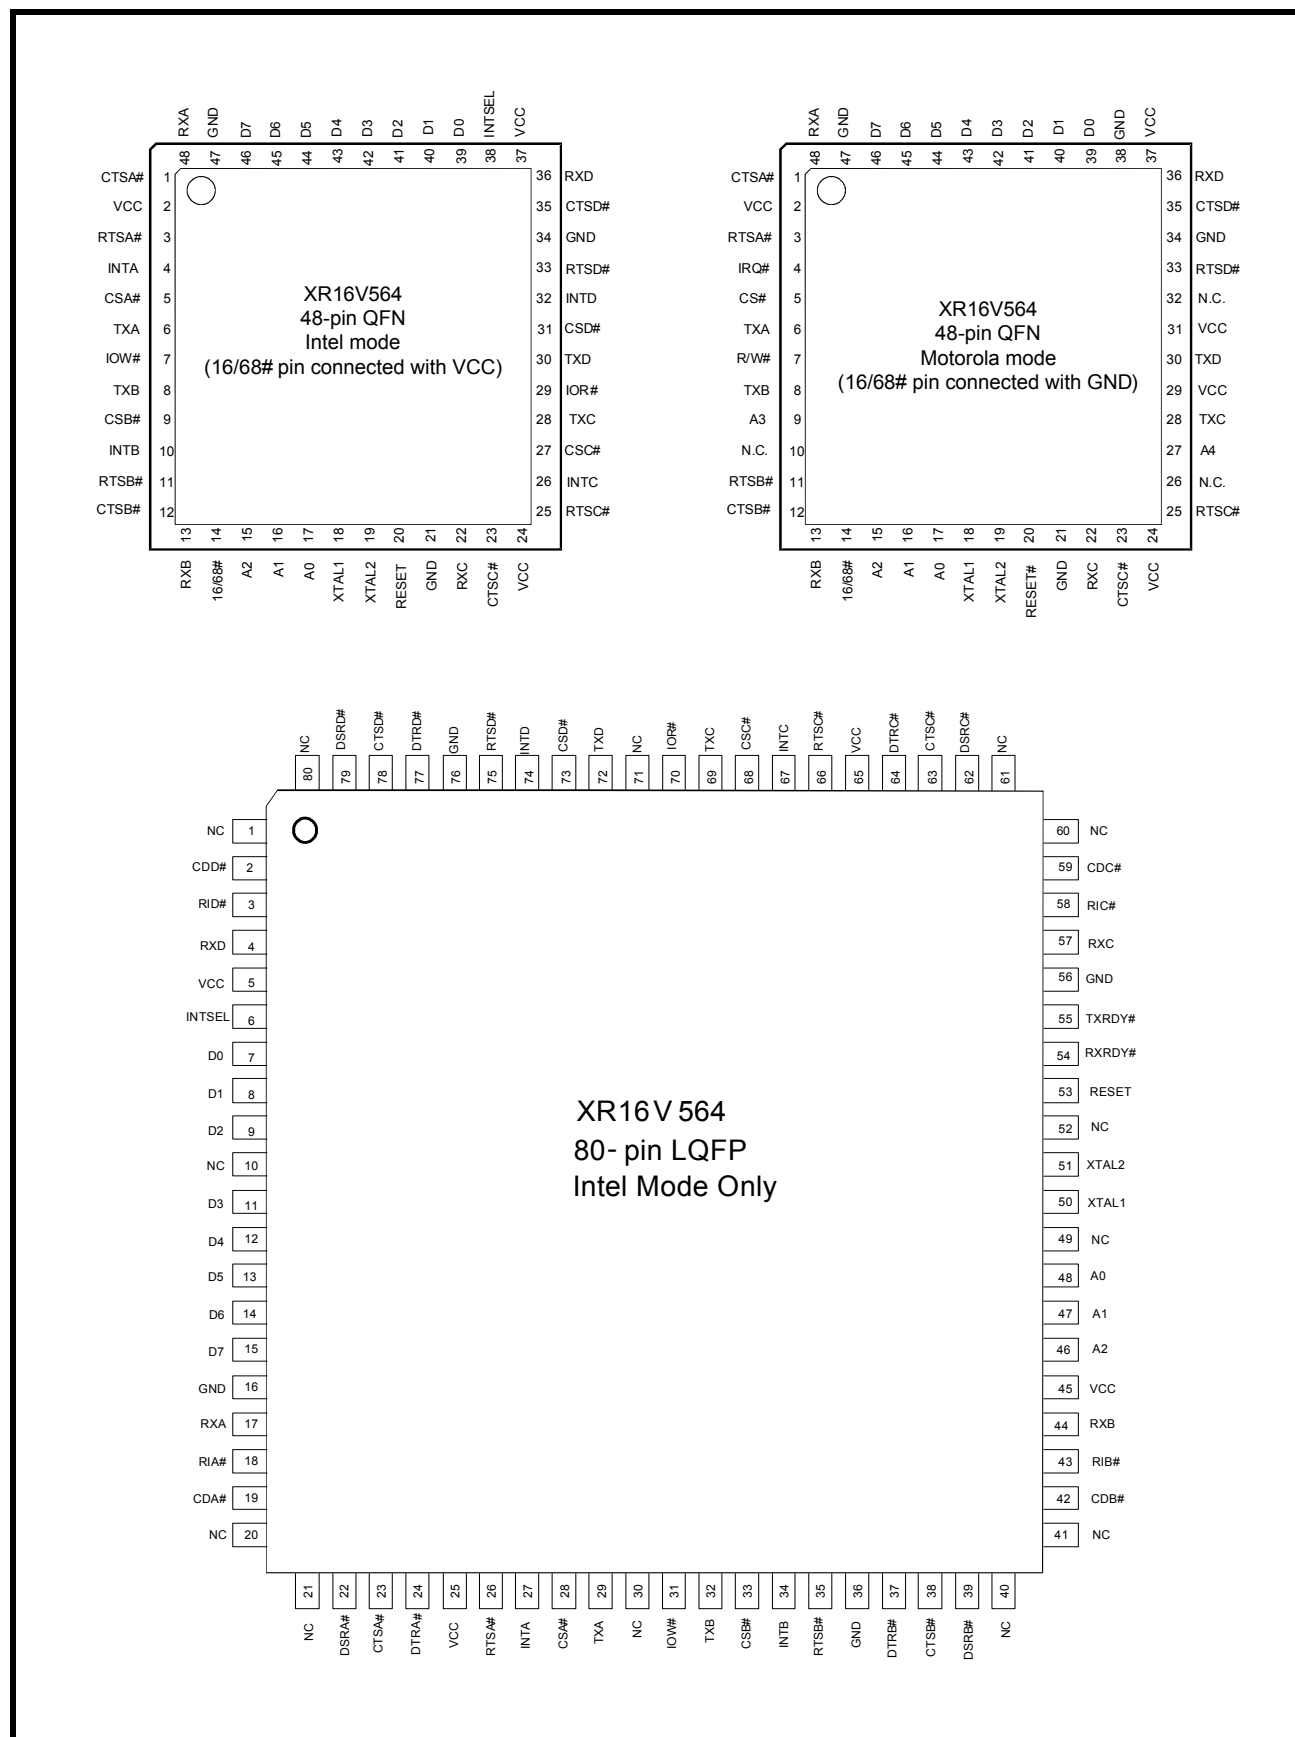 RXA GND D7 D6 D5 D4 D3 D2 D1 D0 INTSEL VCC
48 47 46 45 44 43 42 41 40 39 38 37
CTSA# 1 36 RXD
VCC 2 35 CTSD#
RTSA# 3 34 GND
INTA 4 33 RTSD#
CSA# 5 32 INTD
TXA 6 31 CSD#
IOW# 7 30 TXD
TXB 8 29 IOR#
CSB# 9 28 TXC
INTB 10 27 CSC#
RTSB# 11 26 INTC
CTSB# 12 25 RTSC#
XR16V564
48-pin QFN
Intel mode
(16/68# pin connected with VCC)
13 14 15 16 17 18 19 20 21 22 23 24
RXB 16/68# A2 A1 A0 XTAL1 XTAL2 RESET GND RXC CTSC# VCC
RXA GND D7 D6 D5 D4 D3 D2 D1 D0 GND VCC
48 47 46 45 44 43 42 41 40 39 38 37
CTSA# 1 36 RXD
VCC 2 35 CTSD#
RTSA# 3 34 GND
IRQ# 4 33 RTSD#
CS# 5 32 N.C.
TXA 6 31 VCC
R/W# 7 30 TXD
TXB 8 29 VCC
A3 9 28 TXC
N.C. 10 27 A4
RTSB# 11 26 N.C.
CTSB# 12 25 RTSC#
XR16V564
48-pin QFN
Motorola mode
(16/68# pin connected with GND)
13 14 15 16 17 18 19 20 21 22 23 24
RXB 16/68# A2 A1 A0 XTAL1 XTAL2 RESET# GND RXC CTSC# VCC
NC DSRD# CTSD# DTRD# GND RTSD# INTD CSD# TXD NC IOR# TXC CSC# INTC RTSC# VCC DTRC# CTSC# DSRC# NC
80 79 78 77 76 75 74 73 72 71 70 69 68 67 66 65 64 63 62 61
NC 1 60 NC
CDD# 2 59 CDC#
RID# 3 58 RIC#
RXD 4 57 RXC
VCC 5 56 GND
INTSEL 6 55 TXRDY#
D0 7 54 RXRDY#
D1 8 53 RESET
D2 9 52 NC
NC 10 51 XTAL2
D3 11 50 XTAL1
D4 12 49 NC
D5 13 48 A0
D6 14 47 A1
D7 15 46 A2
GND 16 45 VCC
RXA 17 44 RXB
RIA# 18 43 RIB#
CDA# 19 42 CDB#
NC 20 41 NC
XR16V564
80- pin LQFP
Intel Mode Only
21 22 23 24 25 26 27 28 29 30 31 32 33 34 35 36 37 38 39 40
NC DSRA# CTSA# DTRA# VCC RTSA# INTA CSA# TXA NC IOW# TXB CSB# INTB RTSB# GND DTRB# CTSB# DSRB# NC